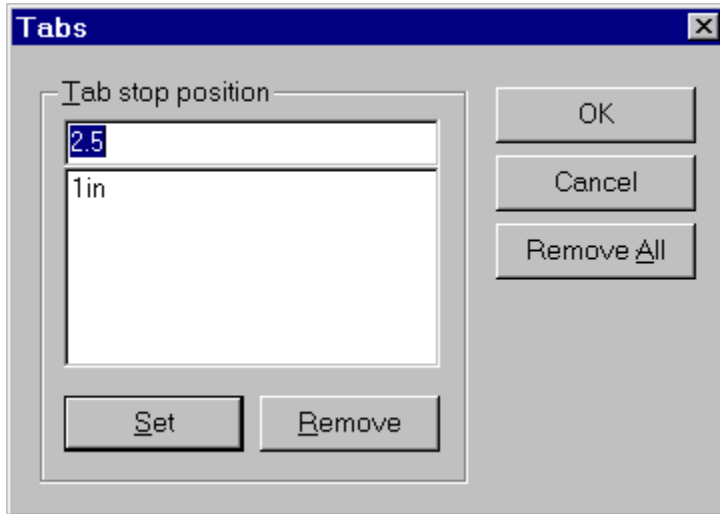 Tabs
Tab stop position
2.5
1in
Set
Remove
OK
Cancel
Remove All